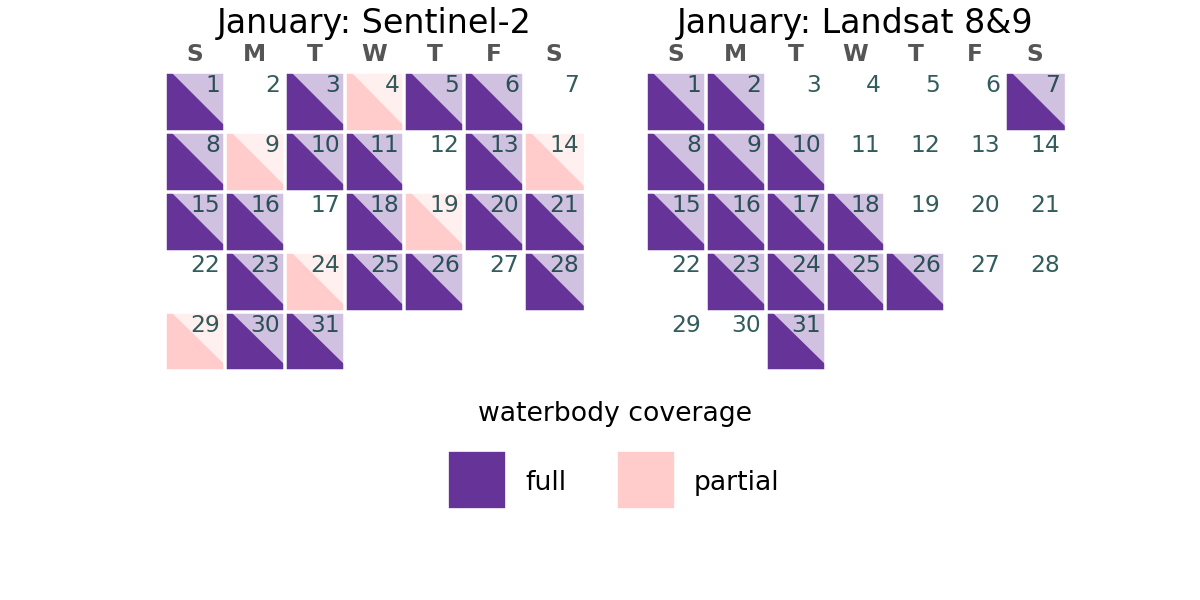 January: Sentinel-2
S M T W T F S
1 2 3 4 5 6 7
8 9 10 11 12 13 14
15 16 17 18 19 20 21
22 23 24 25 26 27 28
29 30 31
January: Landsat 8&9
S M T W T F S
1 2 3 4 5 6 7
8 9 10 11 12 13 14
15 16 17 18 19 20 21
22 23 24 25 26 27 28
29 30 31
waterbody coverage
full
partial